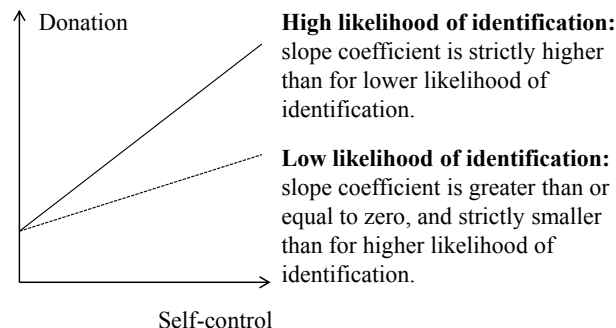 Donation
High likelihood of identification:
slope coefficient is strictly higher
than for lower likelihood of
identification.
Low likelihood of identification:
slope coefficient is greater than or
equal to zero, and strictly smaller
than for higher likelihood of
identification.
Self-control